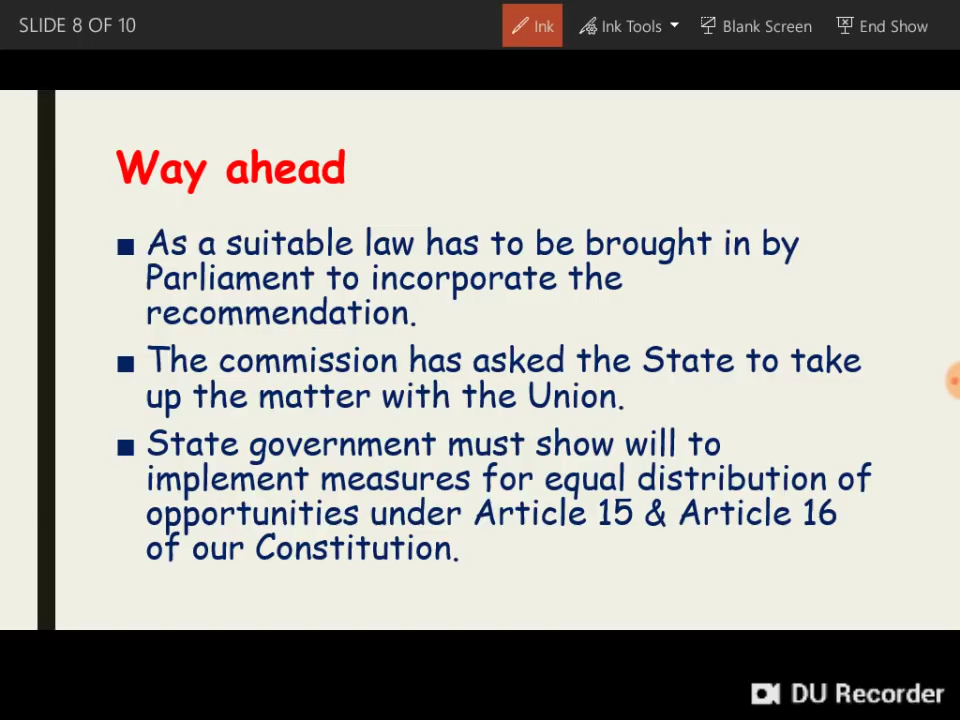 SLIDE 8 OF 10
Ink
Ink Tools
Blank Screen
End Show
Way ahead
■ As a suitable law has to be brought in by
Parliament to incorporate the
recommendation.
■ The commission has asked the State to take
up the matter with the Union.
■ State government must show will to
implement measures for equal distribution of
opportunities under Article 15 & Article 16
of our Constitution.
DU Recorder